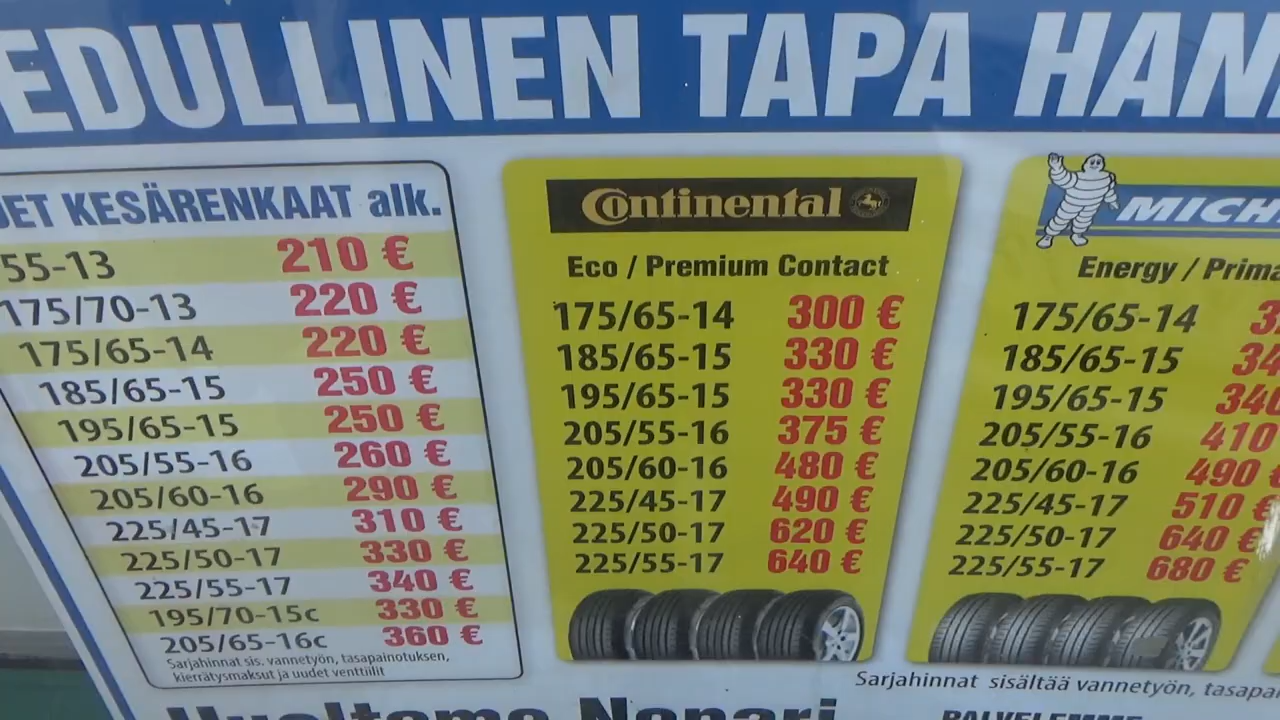 EDULLINEN TAPA
KESÄRENKAAT alk.
55-13 210 €
175/70-13 220 €
175/65-14 220 €
185/65-15 250 €
195/65-15 250 €
205/55-16 260 €
205/60-16 290 €
225/45-17 310 €
225/50-17 330 €
225/55-17 340 €
195/70-15c 330 €
205/65-16c 360 €
Sarjahinnat sis. vannetyön, tasapainotuksen,
kierrätysmaksut ja uudet venttiilit
Continental
Eco / Premium Contact
175/65-14 300 €
185/65-15 330 €
195/65-15 330 €
205/55-16 375 €
205/60-16 480 €
225/45-17 490 €
225/50-17 620 €
225/55-17 640 €
MICH
Energy / Prima
175/65-14
185/65-15 34
195/65-15 340
205/55-16 410
205/60-16 490 €
225/45-17 510 €
225/50-17 640 €
225/55-17 680 €
Sarjahinnat sisältää vannetyön,